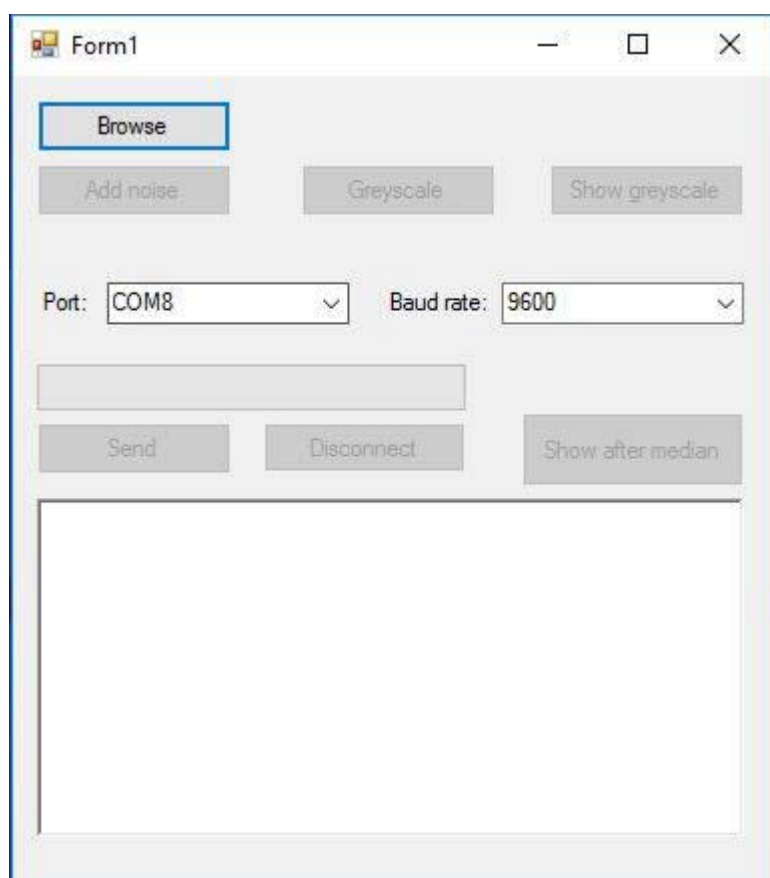 Form1
Browse
Add noise Greyscale Show greyscale
Port: COM8 Baud rate: 9600
Send Disconnect Show after median